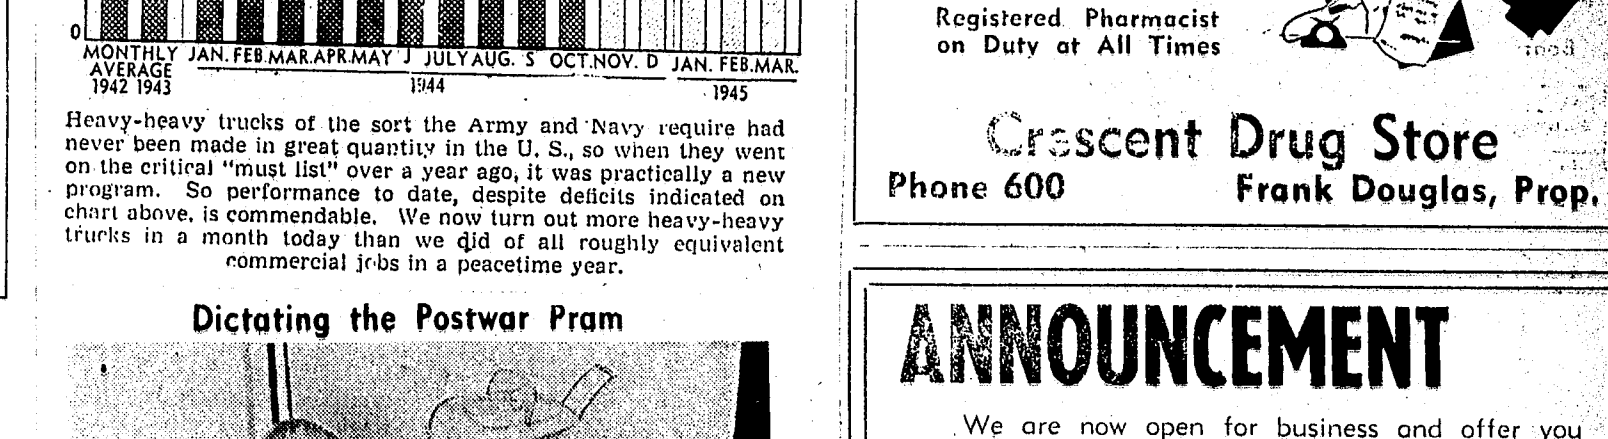 0
MONTHLY JAN. FEB. MAR. APR. MAY J JULY AUG. S OCT. NOV. D JAN. FEB. MAR.
AVERAGE
1942 1943 1944 1945
Heavy-heavy trucks of the sort the Army and Navy require had
never been made in great quantity in the U. S., so when they went
on the critical "must list" over a year ago, it was practically a new
program. So performance to date, despite deficits indicated on
chart above, is commendable. We now turn out more heavy-heavy
trucks in a month today than we did of all roughly equivalent
commercial jobs in a peacetime year.
Dictating the Postwar Pram
Registered Pharmacist
on Duty at All Times
Crescent Drug Store
Phone 600 Frank Douglas, Prop.
ANNOUNCEMENT
We are now open for business and offer you